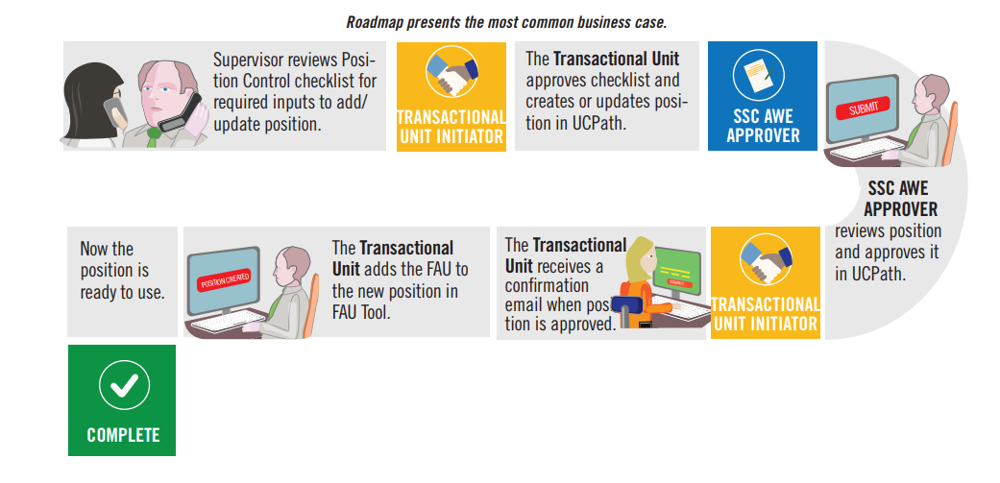 Roadmap presents the most common business case.
Supervisor reviews Posi-
tion Control checklist for
required inputs to add/
update position.
TRANSACTIONAL
UNIT INITIATOR
The Transactional Unit
approves checklist and
creates or updates posi-
tion in UCPath.
SSC AWE
APPROVER
SUBMIT
SSC AWE
APPROVER
reviews position
and approves it
in UCPath.
TRANSACTIONAL
UNIT INITIATOR
The Transactional
Unit receives a
confirmation
email when pos
tion is approved.
The Transactional
Unit adds the FAU to
the new position in
FAU Tool.
POSITION CREATED
Now the
position is
ready to use.
COMPLETE